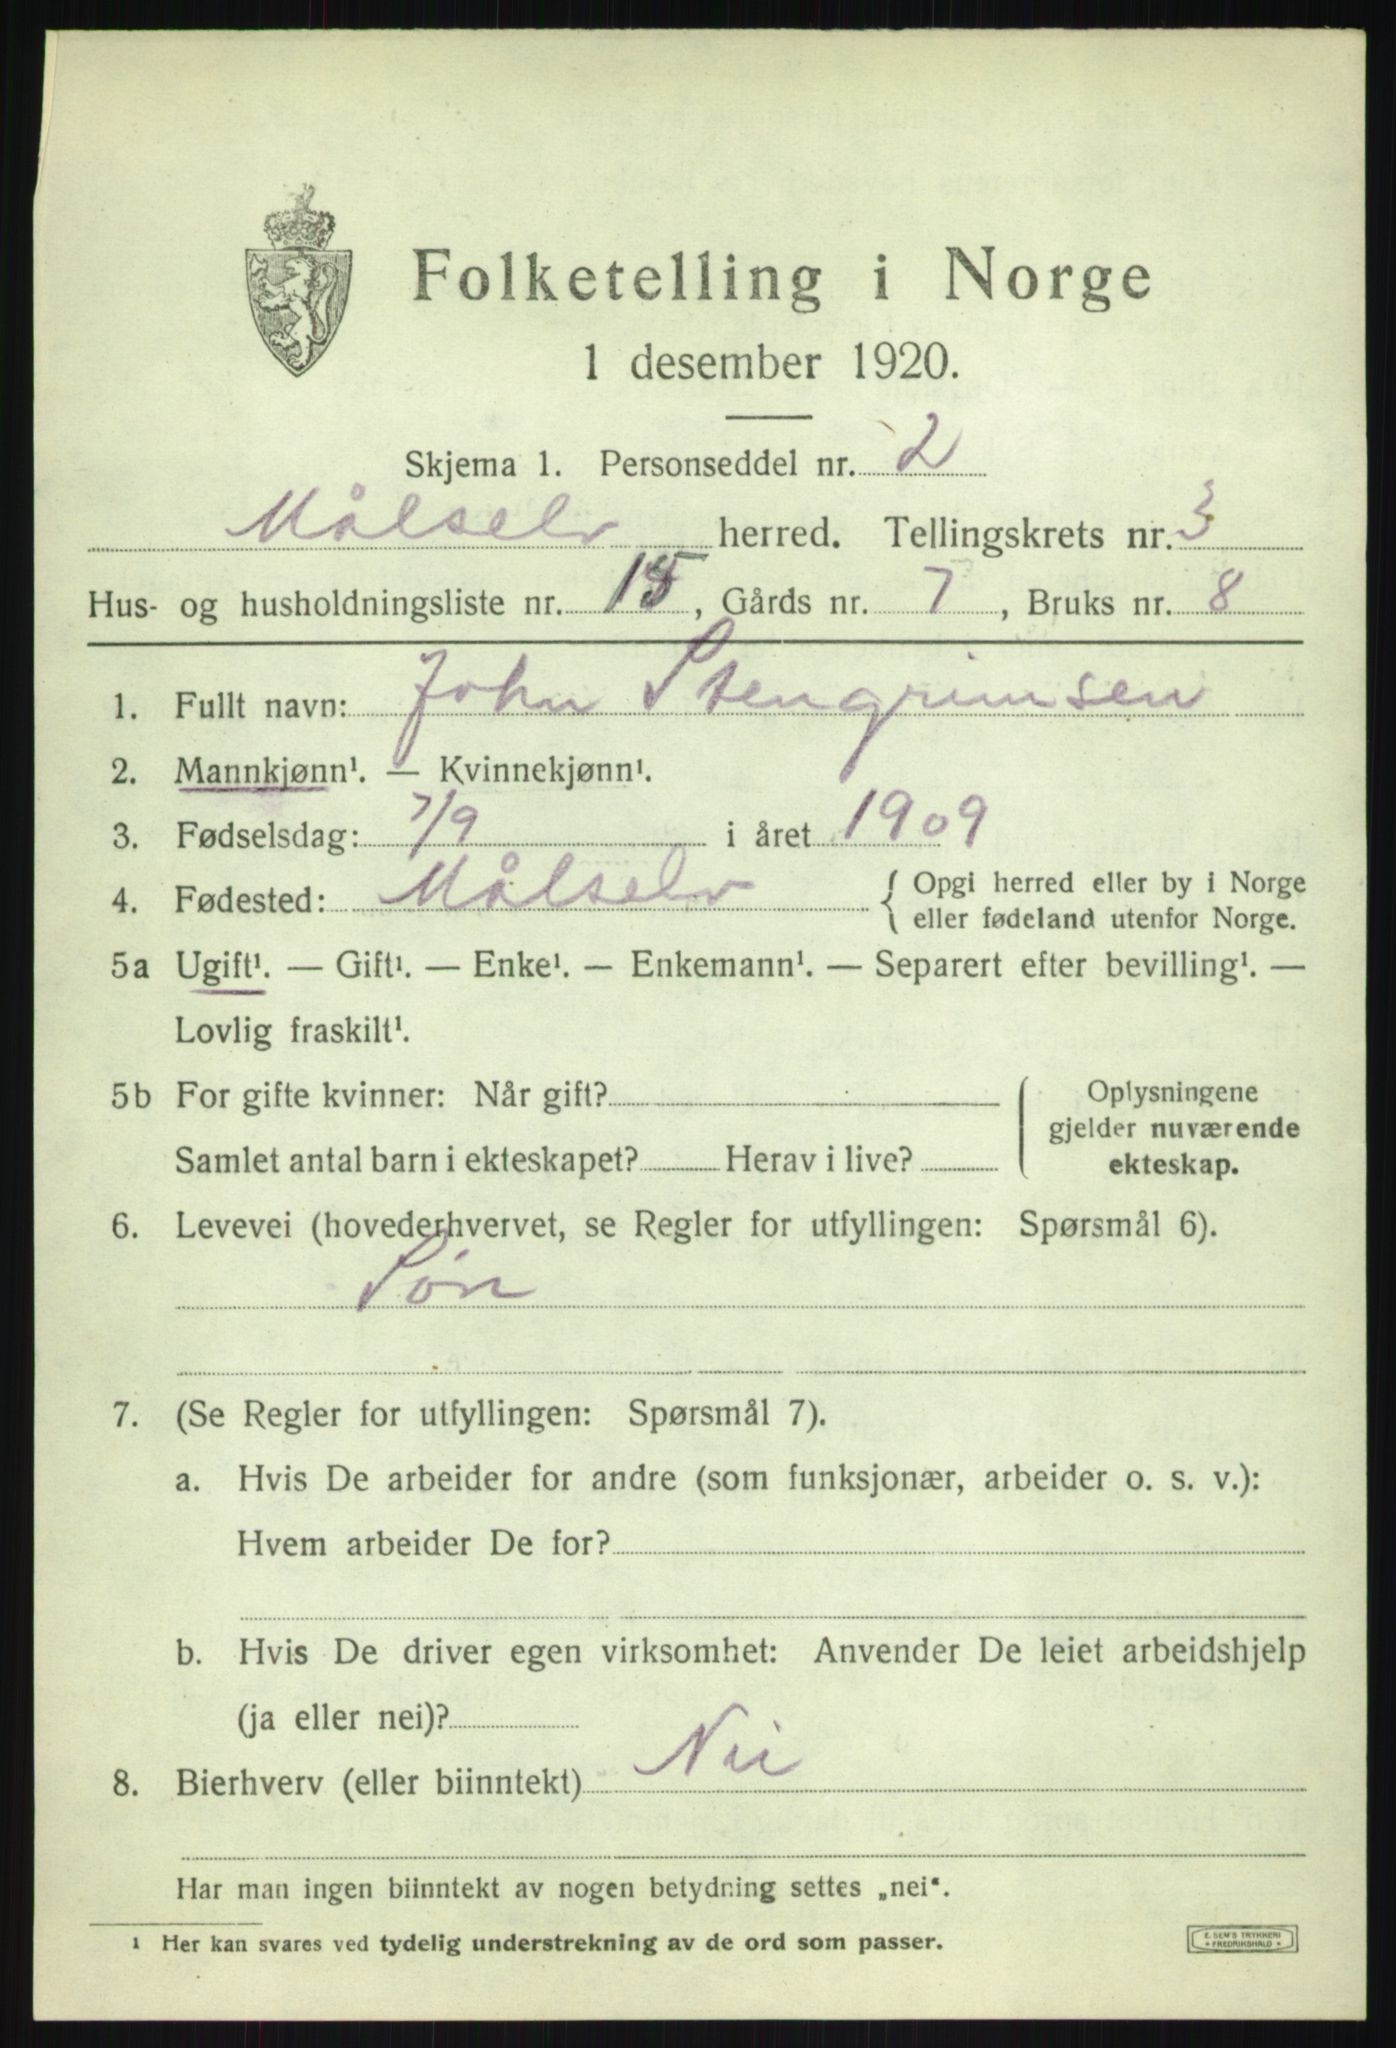 Folketelling i Norge
1 desember 1920.
Skjema 1. Personseddel nr. 2
Målselv herred. Tellingskrets nr. 3
Hus- og husholdningsliste nr. 15, Gårds nr. 7, Bruks nr. 8
1. Fullt navn: John Stengrimsen
2. Mannkjønn¹. — Kvinnekjønn¹.
3. Fødselsdag: 7/9 i året 1909
4. Fødested: Målselv { Opgi herred eller by i Norge
eller fødeland utenfor Norge.
5a Ugift¹. — Gift¹. — Enke¹. — Enkemann¹. — Separert efter bevilling¹. —
Lovlig fraskilt¹.
5b For gifte kvinner: Når gift?
Samlet antal barn i ekteskapet? Herav i live?
Oplysningene
gjelder nuværende
ekteskap.
6. Levevei (hovederhvervet, se Regler for utfyllingen: Spørsmål 6).
Søn
7. (Se Regler for utfyllingen: Spørsmål 7).
a. Hvis De arbeider for andre (som funksjonær, arbeider o. s. v.):
Hvem arbeider De for?
b. Hvis De driver egen virksomhet: Anvender De leiet arbeidshjelp
(ja eller nei)?
8. Bierhverv (eller biinntekt) Nei
Har man ingen biinntekt av nogen betydning settes „nei“.
¹ Her kan svares ved tydelig understrekning av de ord som passer.
E. SEM'S TRYKKERI
• FREDRIKSHALD •